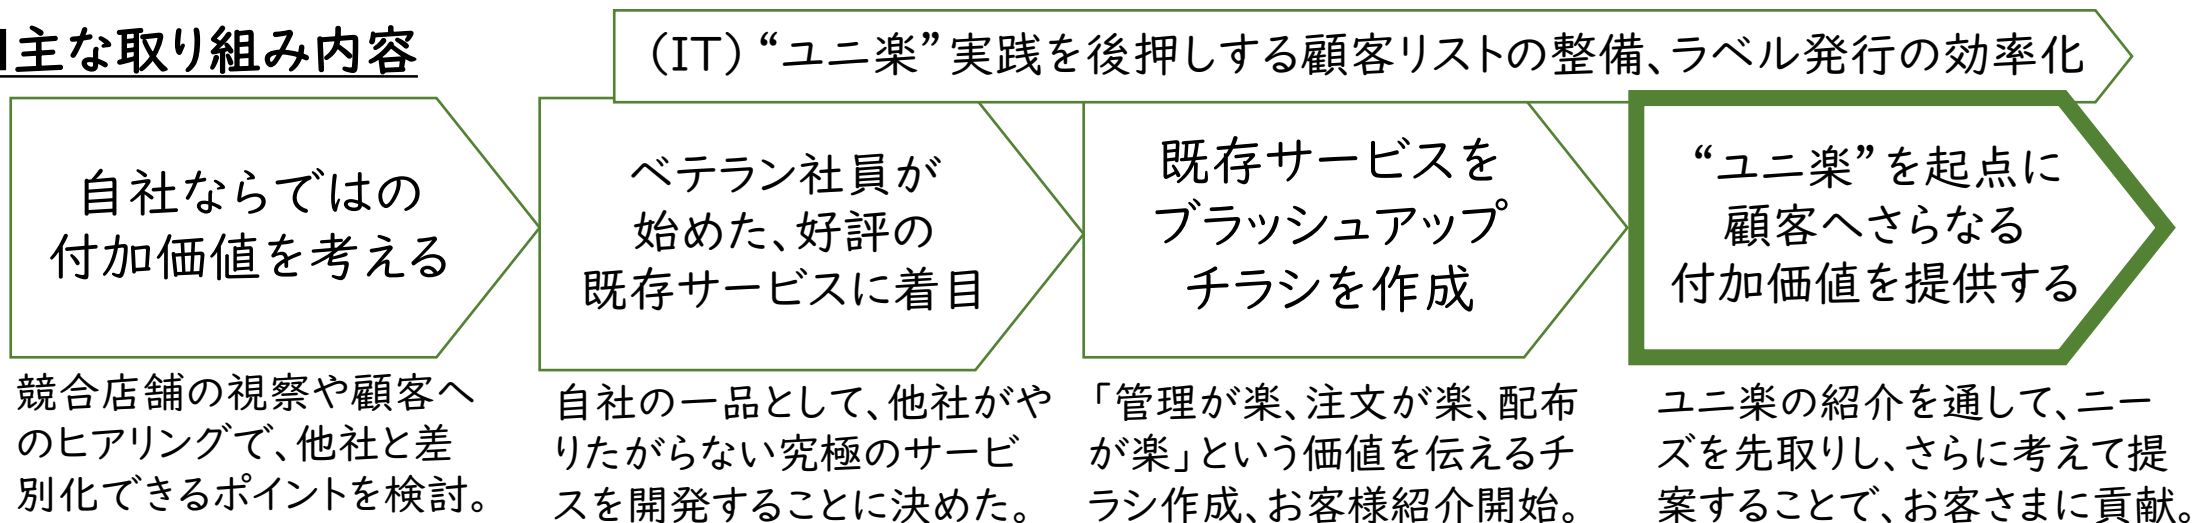 ■主な取り組み内容
（IT）“ユニ楽”実践を後押しする顧客リストの整備、ラベル発行の効率化
自社ならではの
付加価値を考える
競合店舗の視察や顧客へ
のヒアリングで、他社と差
別化できるポイントを検討。
ベテラン社員が
始めた、好評の
既存サービスに着目
自社の一品として、他社がや
りたがらない究極のサービ
スを開発することに決めた。
既存サービスを
ブラッシュアップ
チラシを作成
「管理が楽、注文が楽、配布
が楽」という価値を伝えるチ
ラシ作成、お客様紹介開始。
“ユニ楽”を起点に
顧客へさらなる
付加価値を提供する
ユニ楽の紹介を通して、ニー
ズを先取りし、さらに考えて提
案することで、お客さまに貢献。